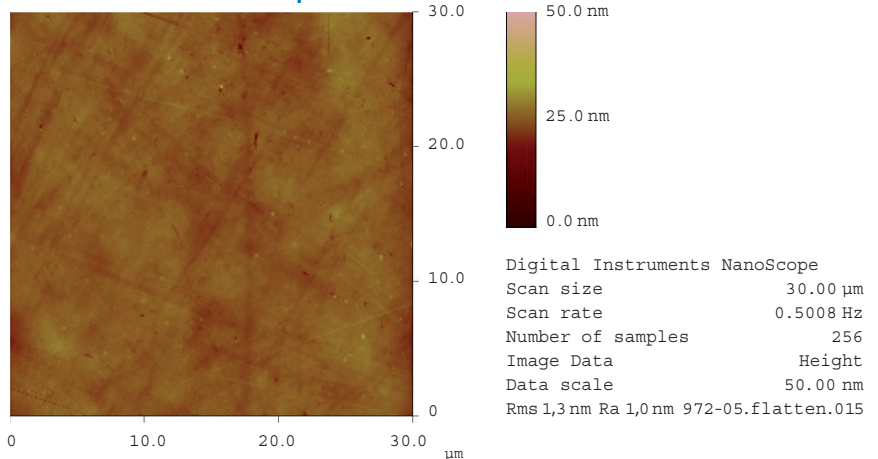 30.0
20.0
10.0
0
0 10.0 20.0 30.0
µm
50.0 nm
25.0 nm
0.0 nm
Digital Instruments NanoScope
Scan size 30.00 µm
Scan rate 0.5008 Hz
Number of samples 256
Image Data Height
Data scale 50.00 nm
Rms 1,3 nm Ra 1,0 nm 972-05.flatten.015